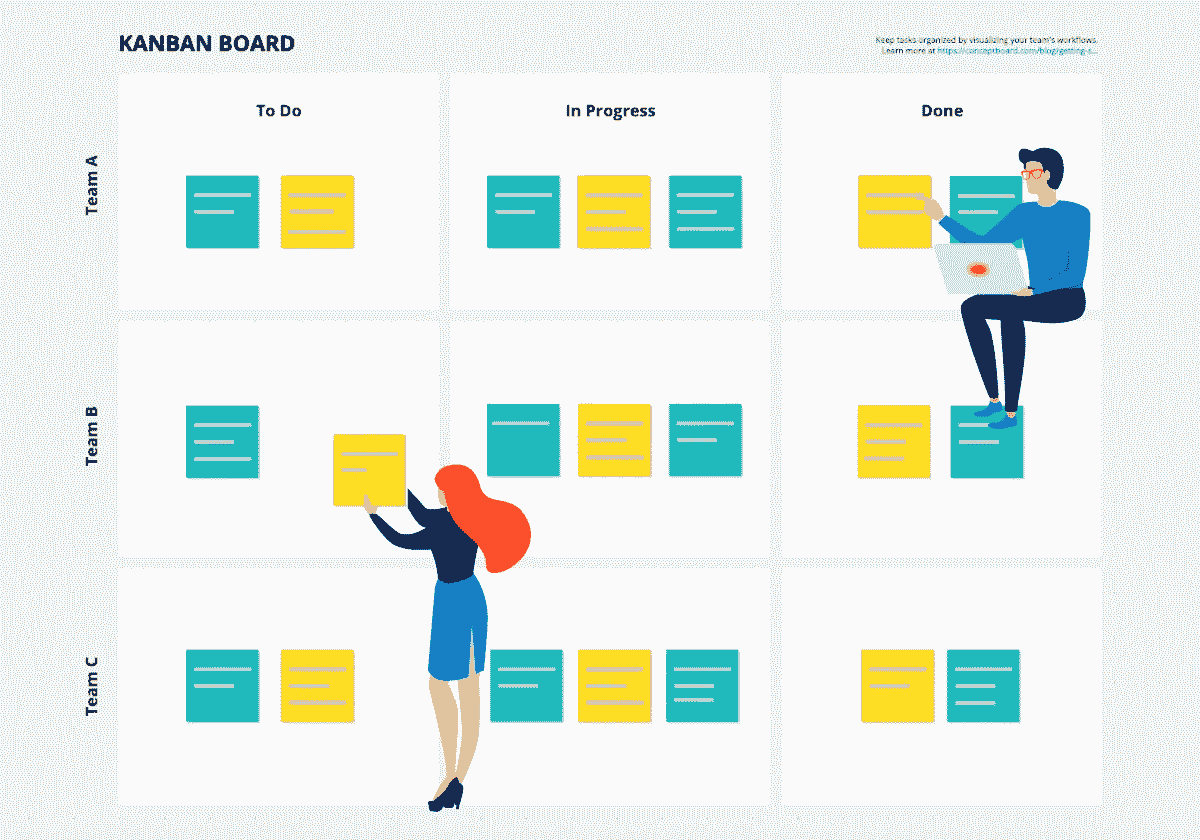 KANBAN BOARD
Keep tasks organized by visualizing your team's workflows.
Learn more at https://conceptboard.com/blog/getting-s...
To Do
In Progress
Done
Team A
Team B
Team C